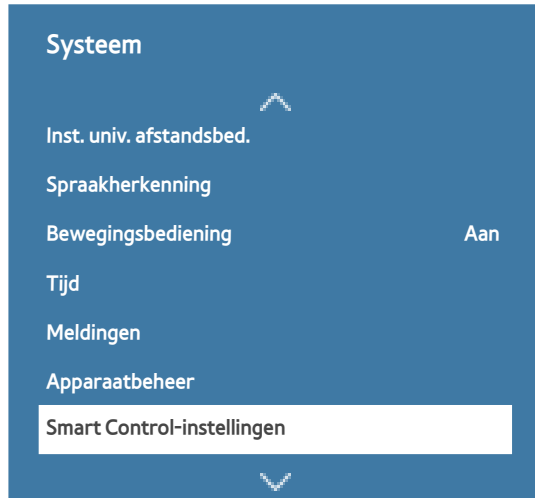 Systeem
Inst. univ. afstandsbed.
Spraakherkenning
Bewegingsbediening Aan
Tijd
Meldingen
Apparaatbeheer
Smart Control-instellingen